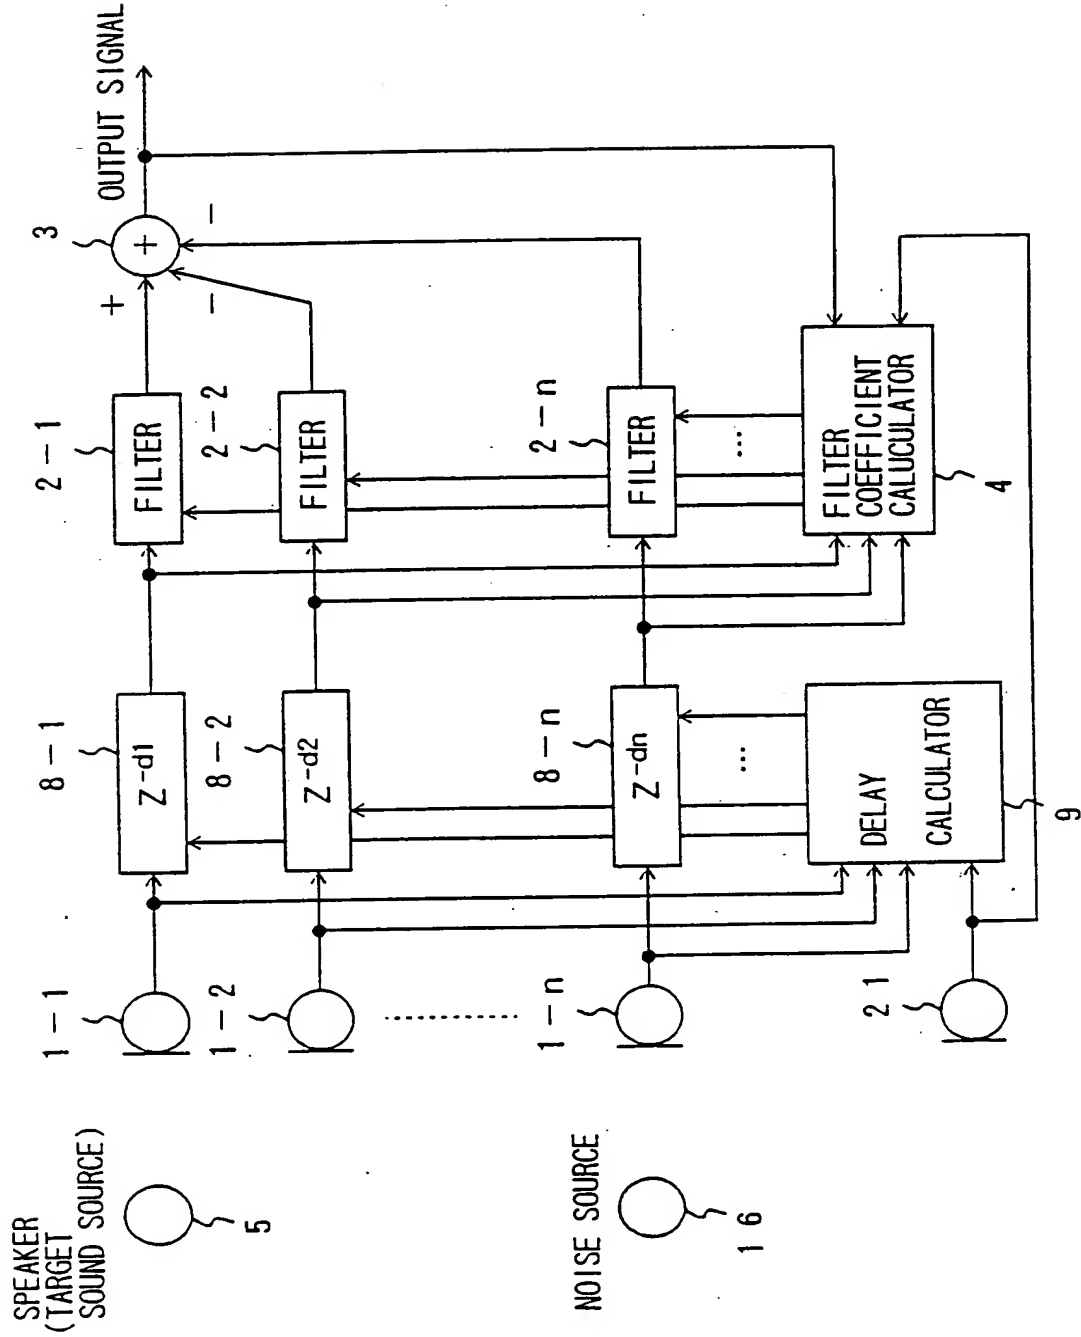 SPEAKER
(TARGET
SOUND SOURCE)
5
NOISE SOURCE
16
1-1
1-2
1-n
21
8-1
Z-d1
8-2
Z-d2
8-n
Z-dn
...
DELAY
CALCULATOR
9
2-1
FILTER
2-2
FILTER
2-n
FILTER
...
FILTER
COEFFICIENT
CALUCULATOR
4
3
+
+
-
-
OUTPUT SIGNAL